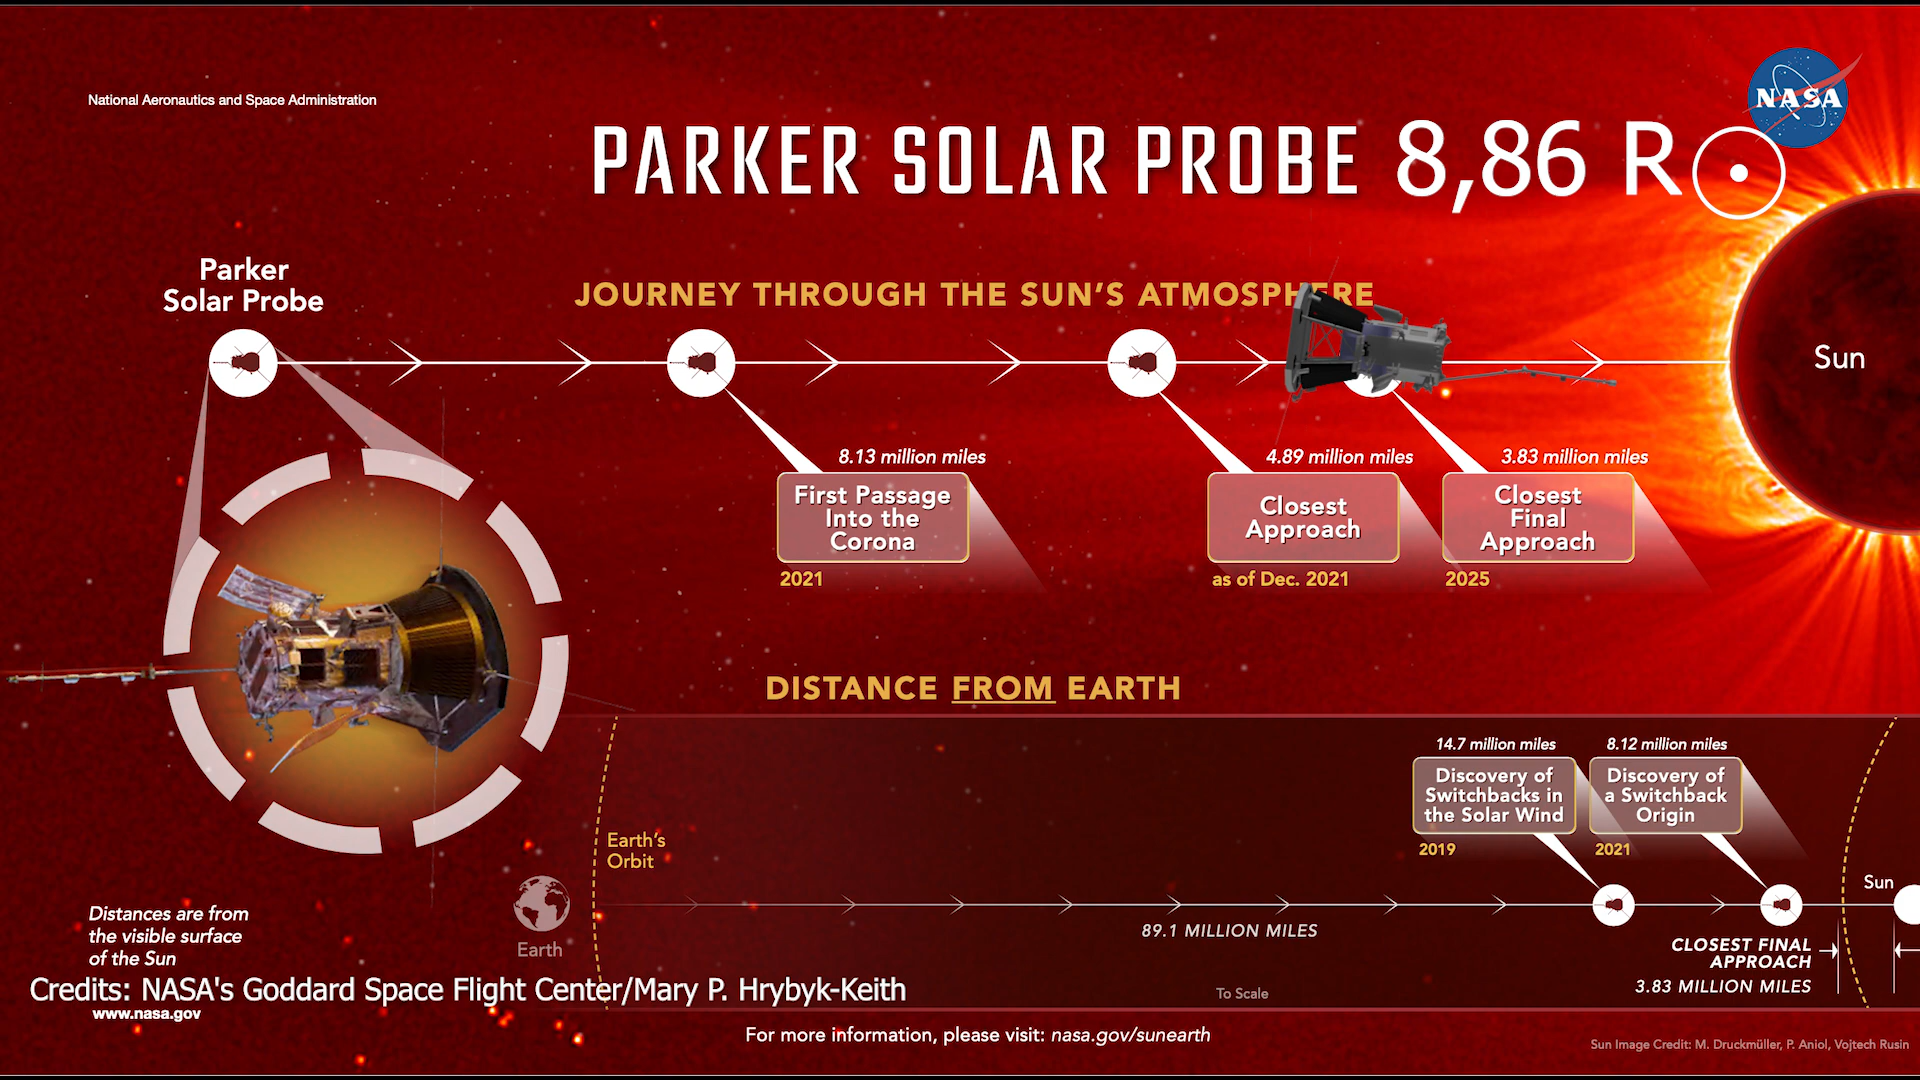 National Aeronautics and Space Administration
NASA
PARKER SOLAR PROBE 8,86 R☉
Parker
Solar Probe
JOURNEY THROUGH THE SUN'S ATMOSPHERE
Sun
8.13 million miles
First Passage
Into the
Corona
2021
4.89 million miles
Closest
Approach
as of Dec. 2021
3.83 million miles
Closest
Final
Approach
2025
DISTANCE FROM EARTH
14.7 million miles
Discovery of
Switchbacks in
the Solar Wind
2019
8.12 million miles
Discovery of
a Switchback
Origin
2021
Earth's
Orbit
Earth
Sun
89.1 MILLION MILES
CLOSEST FINAL
APPROACH
3.83 MILLION MILES
To Scale
Distances are from
the visible surface
of the Sun
Credits: NASA's Goddard Space Flight Center/Mary P. Hrybyk-Keith
www.nasa.gov
For more information, please visit: nasa.gov/sunearth
Sun Image Credit: M. Druckmüller, P. Aniol, Vojtech Rusin